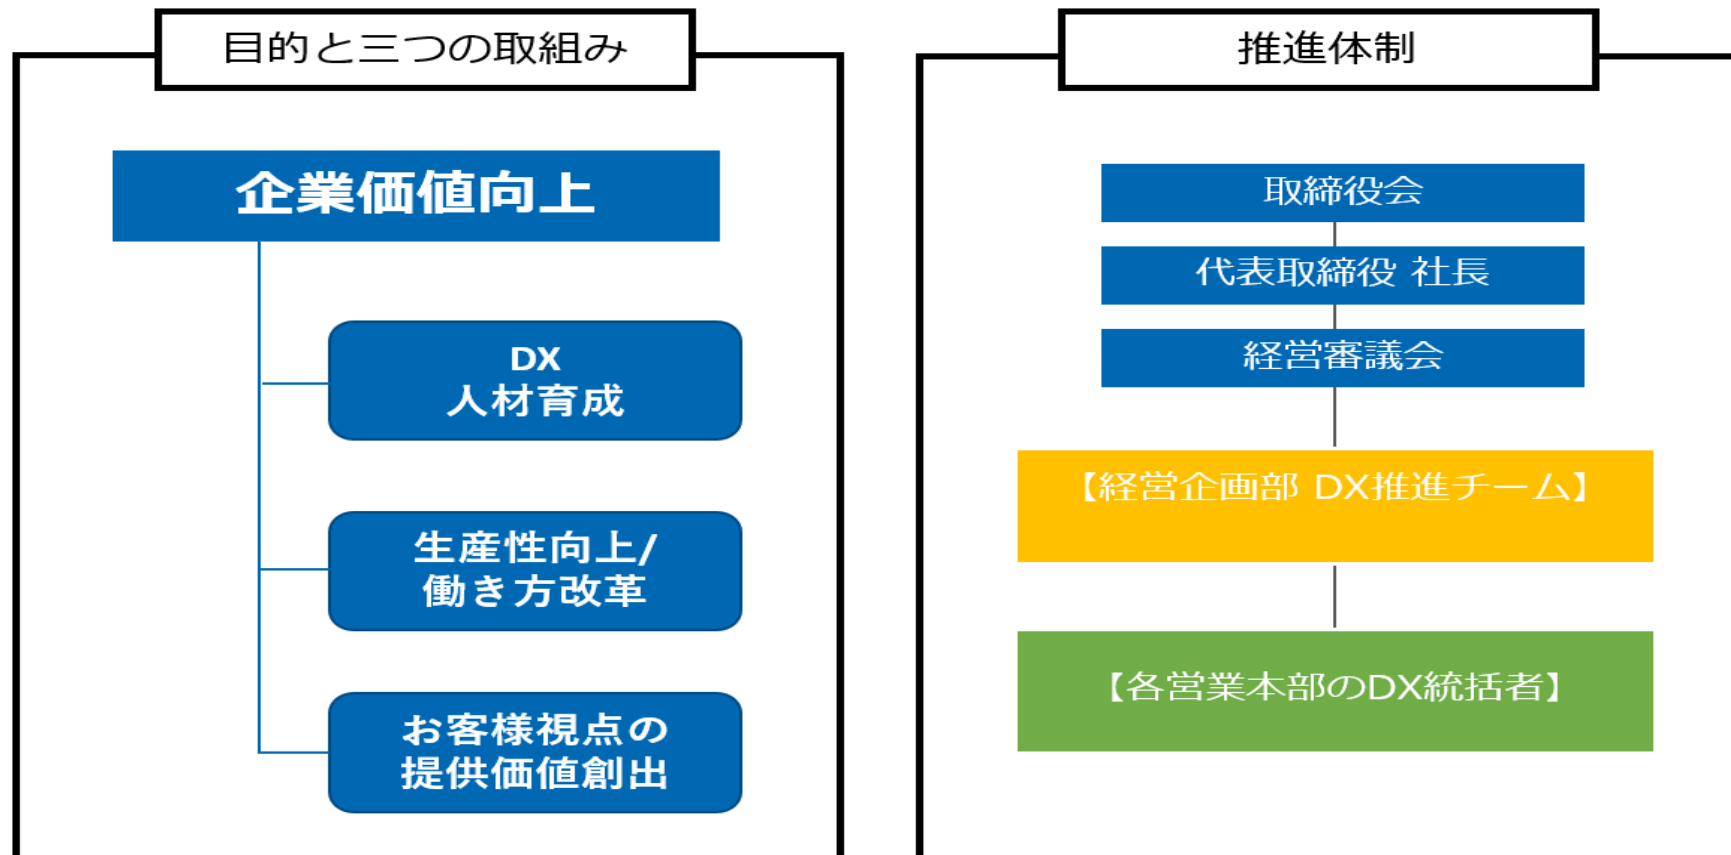 目的と三つの取組み
企業価値向上
DX
人材育成
生産性向上/
働き方改革
お客様視点の
提供価値創出
推進体制
取締役会
代表取締役 社長
経営審議会
【経営企画部 DX推進チーム】
【各営業本部のDX統括者】